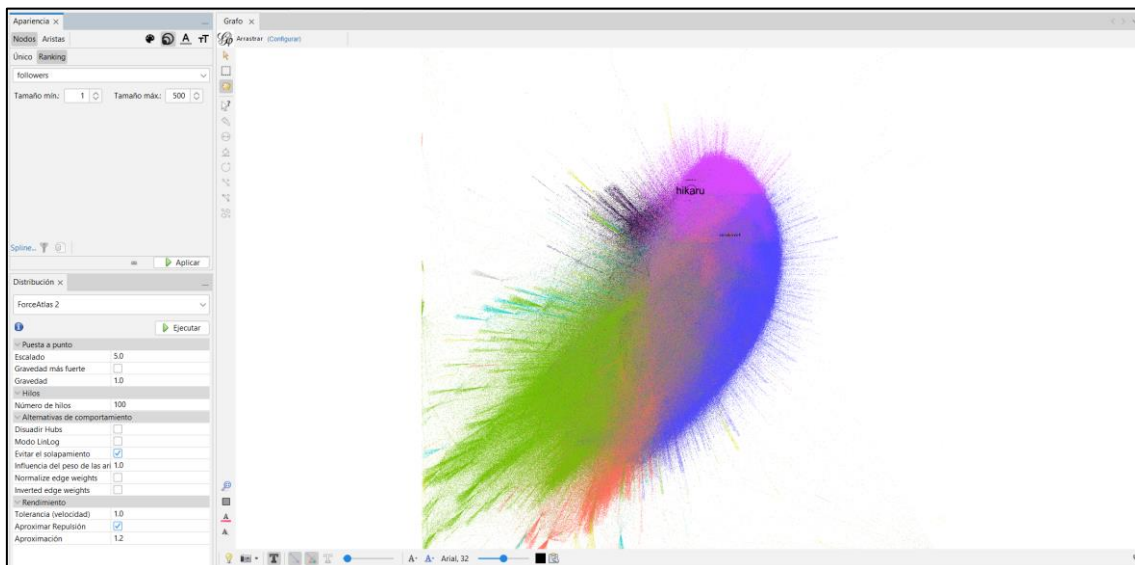 Apariencia
Nodos Aristas
Único Ranking
followers
Tamaño mín.: 1 Tamaño máx.: 500
Spline...
Aplicar
Distribución
ForceAtlas 2
Ejecutar
Puesta a punto
Escalado 5.0
Gravedad más fuerte
Gravedad 1.0
Hilos
Número de hilos 100
Alternativas de comportamiento
Disuadir Hubs
Modo LinLog
Evitar el solapamiento
Influencia del peso de las ari 1.0
Normalize edge weights
Inverted edge weights
Rendimiento
Tolerancia (velocidad) 1.0
Aproximar Repulsión
Aproximación 1.2
Grafo
Arrastrar (Configurar)
hikaru
Arial, 32